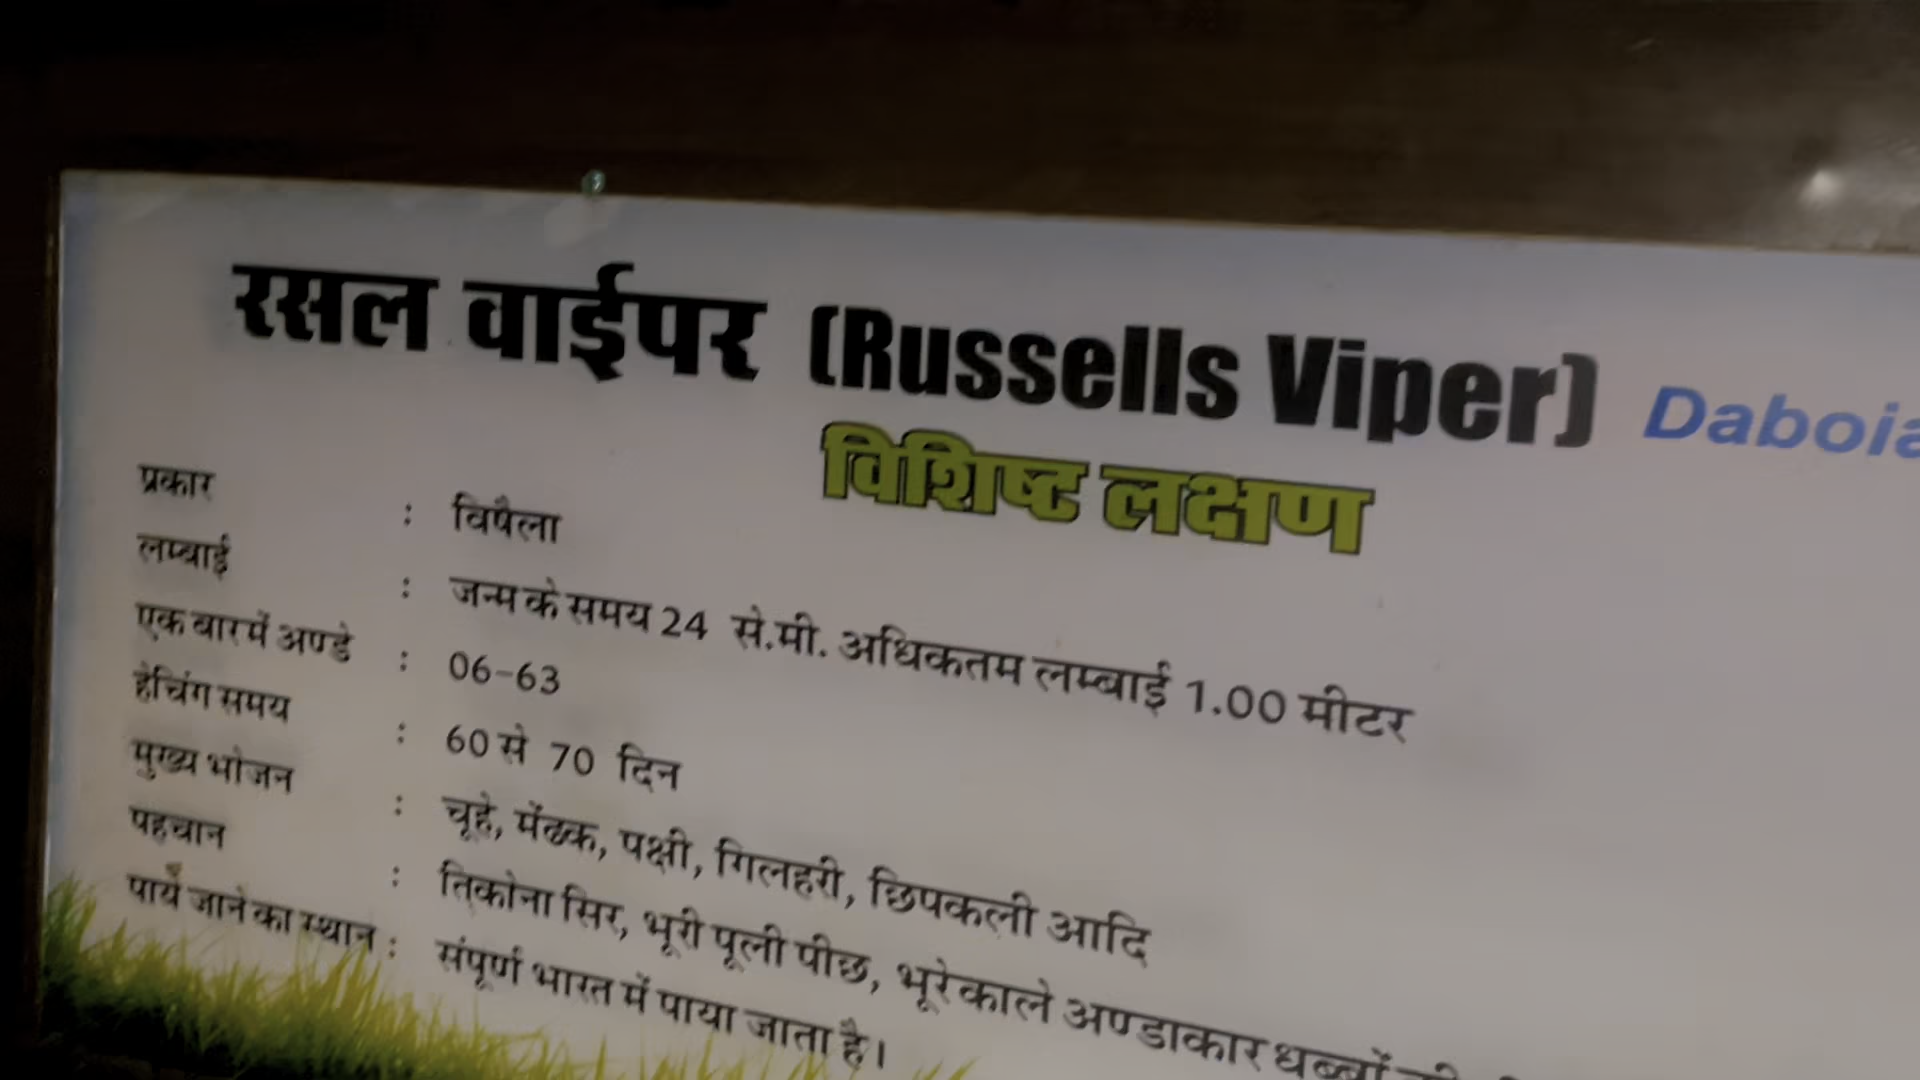 रसल वाईपर (Russells Viper) Daboia
विशिष्ट लक्षण
प्रकार : विषैला
लम्बाई : जन्म के समय 24 से.मी. अधिकतम लम्बाई 1.00 मीटर
एक बार में अण्डे : 06-63
हेचिंग समय : 60 से 70 दिन
मुख्य भोजन : चूहे, मेंढक, पक्षी, गिलहरी, छिपकली आदि
पहचान : तिकोना सिर, भूरी पूली पीछ, भूरे काले अण्डाकार धब्बों
पायें जाने का स्थान : संपूर्ण भारत में पाया जाता है।